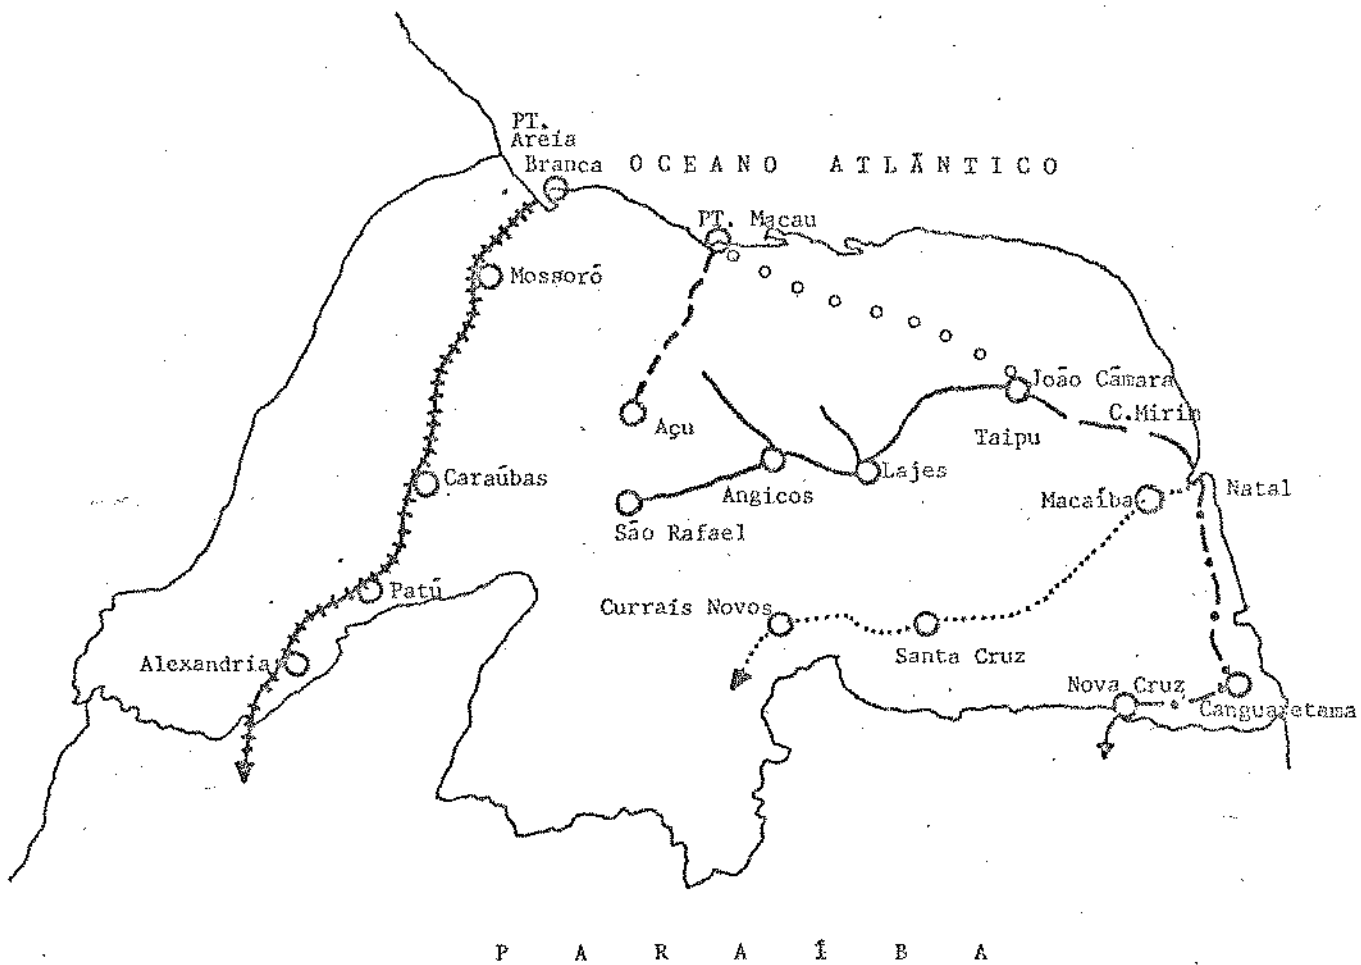 PT.
Areia
Branca
OCEANO ATLÂNTICO
PT. Macau
Mossoró
João Câmara
C.Mirim
Açu
Taipu
Lajes
Caraúbas
Angicos
Macaíba
Natal
São Rafael
Patú
Currais Novos
Santa Cruz
Alexandria
Nova Cruz
Canguaretama
PARAÍBA